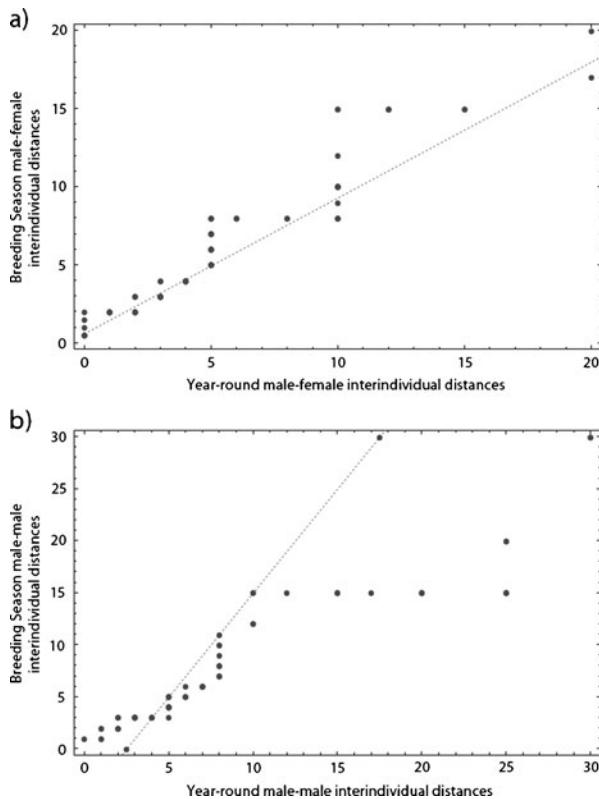 a)
20
15
10
5
0
Breeding Season male-female
interindividual distances
0 5 10 15 20
Year-round male-female interindividual distances
b)
30
25
20
15
10
5
0
Breeding Season male-male
interindividual distances
0 5 10 15 20 25 30
Year-round male-male interindividual distances